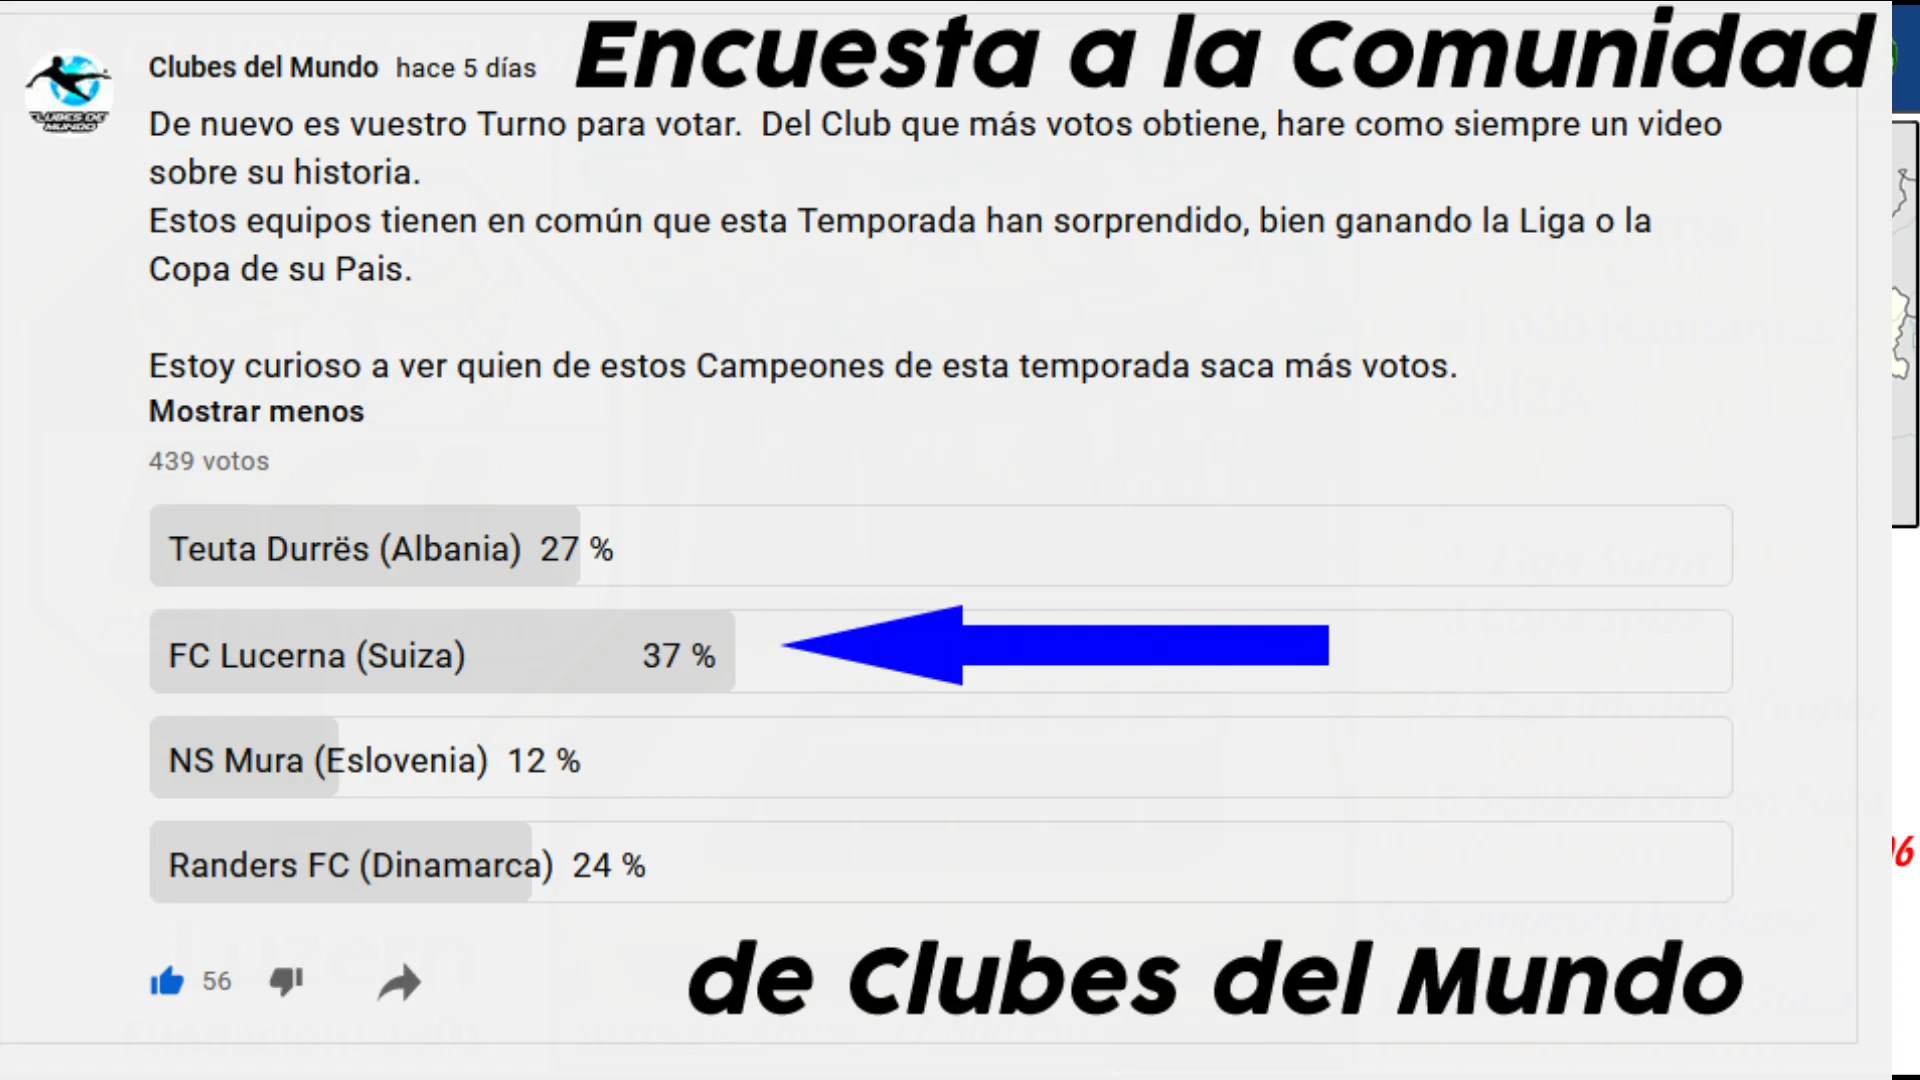 Encuesta a la Comunidad
Clubes del Mundo hace 5 días
CLUBES DE
MUNDO
De nuevo es vuestro Turno para votar. Del Club que más votos obtiene, hare como siempre un video
sobre su historia.
Estos equipos tienen en común que esta Temporada han sorprendido, bien ganando la Liga o la
Copa de su Pais.
Estoy curioso a ver quien de estos Campeones de esta temporada saca más votos.
Mostrar menos
439 votos
Teuta Durrës (Albania) 27 %
FC Lucerna (Suiza) 37 %
NS Mura (Eslovenia) 12 %
Randers FC (Dinamarca) 24 %
56
de Clubes del Mundo